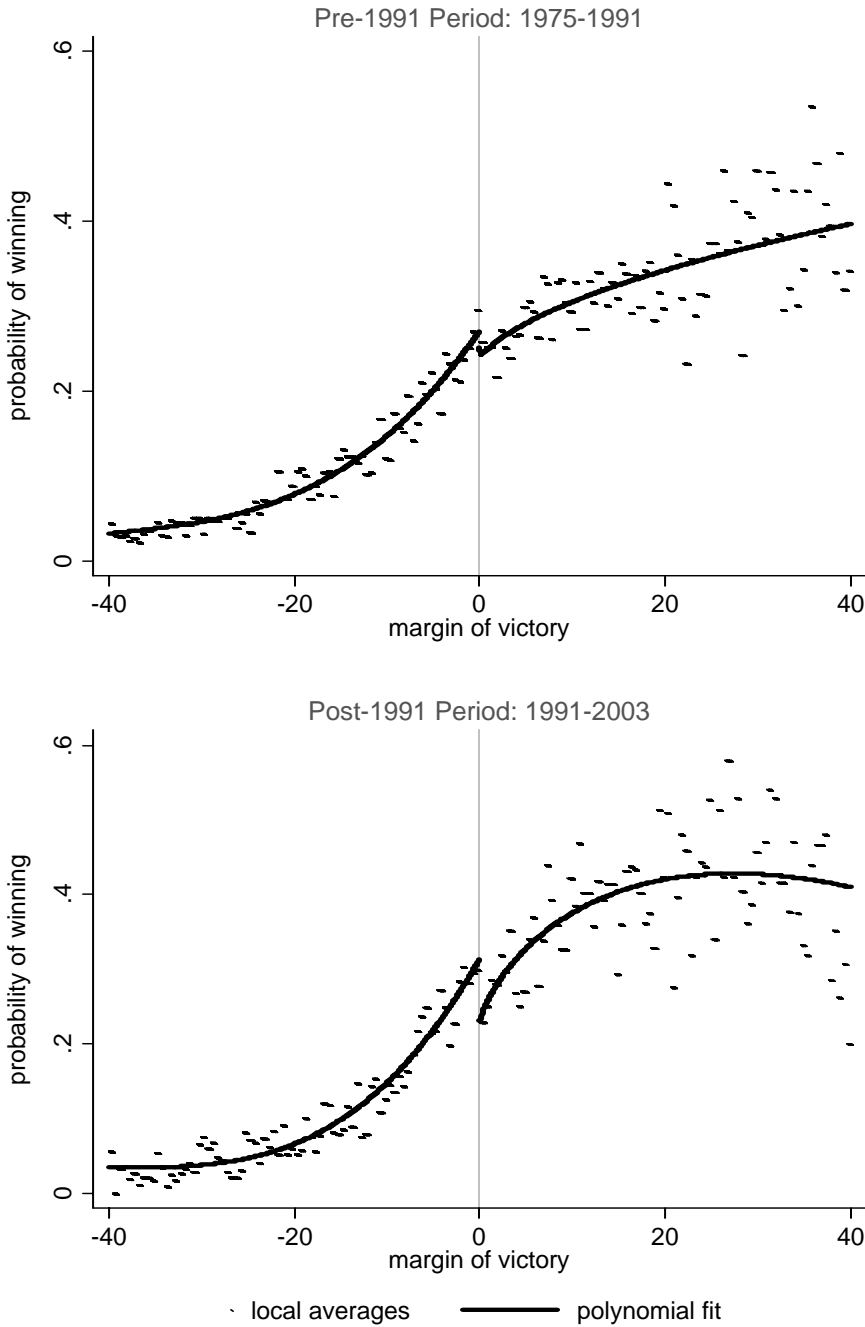 Pre-1991 Period: 1975-1991
probability of winning
.6
.4
.2
0
-40 -20 0 20 40
margin of victory
Post-1991 Period: 1991-2003
probability of winning
.6
.4
.2
0
-40 -20 0 20 40
margin of victory
local averages polynomial fit